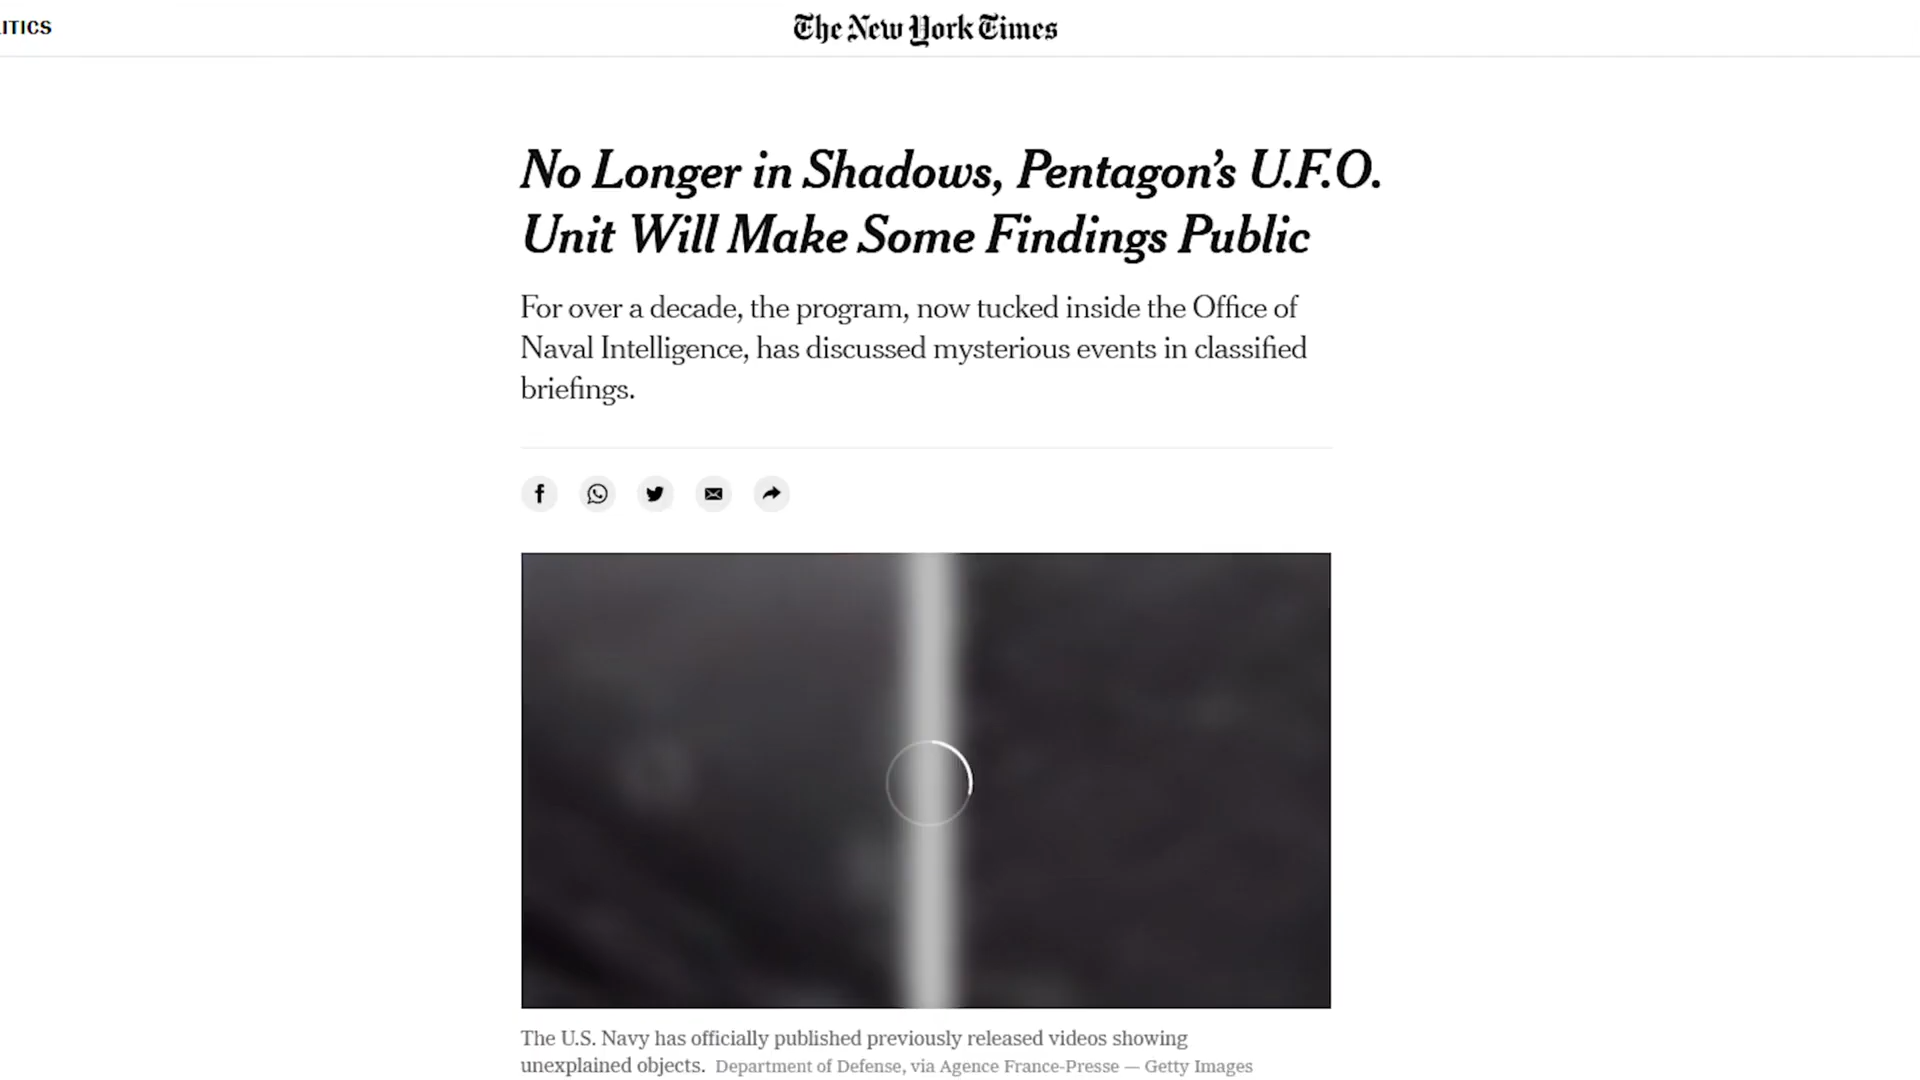 ITICS
The New York Times
No Longer in Shadows, Pentagon's U.F.O.
Unit Will Make Some Findings Public
For over a decade, the program, now tucked inside the Office of
Naval Intelligence, has discussed mysterious events in classified
briefings.
The U.S. Navy has officially published previously released videos showing
unexplained objects. Department of Defense, via Agence France-Presse — Getty Images